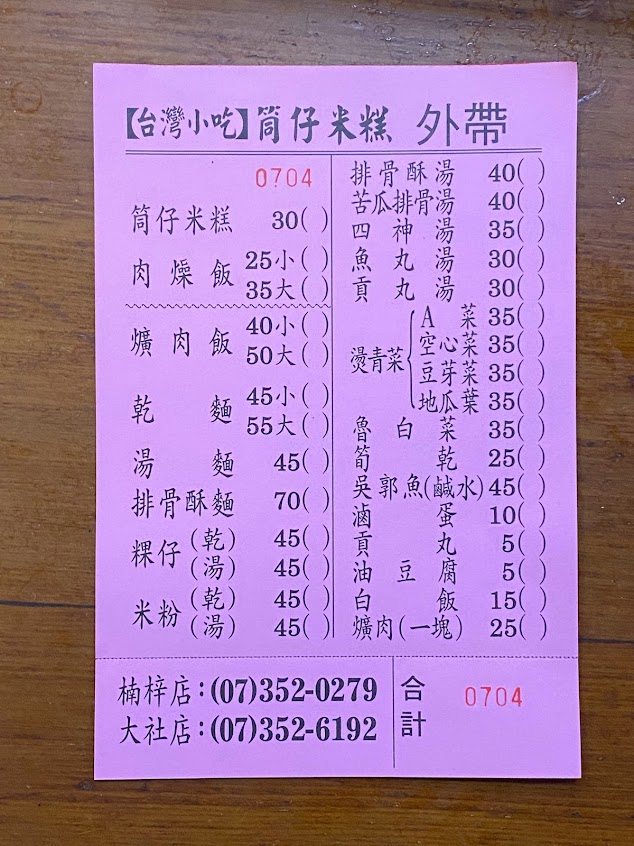 【台灣小吃】筒仔米糕 外帶
0704
筒仔米糕 30( )
肉燥飯 25小( )
35大( )
爌肉飯 40小( )
50大( )
乾麵 45小( )
55大( )
湯麵 45( )
排骨酥麵 70( )
粿仔 (乾) 45( )
(湯) 45( )
米粉 (乾) 45( )
(湯) 45( )
排骨酥湯 40( )
苦瓜排骨湯 40( )
四神湯 35( )
魚丸湯 30( )
貢丸湯 30( )
燙青菜 A菜 35( )
空心菜 35( )
豆芽菜 35( )
地瓜葉 35( )
魯白菜 35( )
筍乾 25( )
吳郭魚(鹹水) 45( )
滷蛋 10( )
貢丸 5( )
油豆腐 5( )
白飯 15( )
爌肉(一塊) 25( )
楠梓店:(07)352-0279
大社店:(07)352-6192
合計 0704